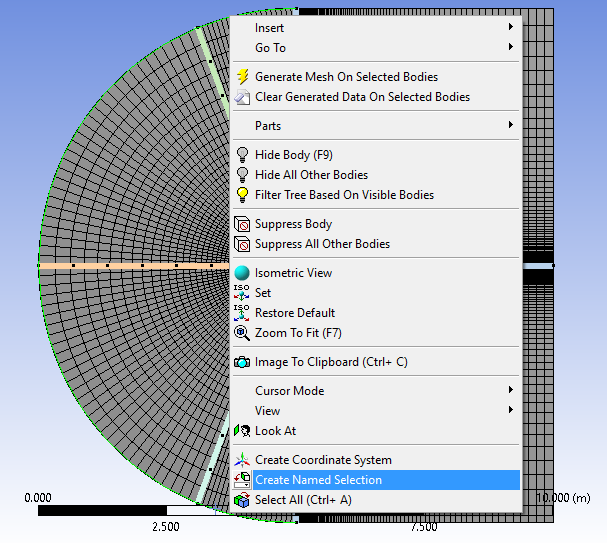 Insert
Go To
Generate Mesh On Selected Bodies
Clear Generated Data On Selected Bodies
Parts
Hide Body (F9)
Hide All Other Bodies
Filter Tree Based On Visible Bodies
Suppress Body
Suppress All Other Bodies
Isometric View
ISO
Set
ISO
Restore Default
Zoom To Fit (F7)
Image To Clipboard (Ctrl+ C)
Cursor Mode
View
Look At
Create Coordinate System
Create Named Selection
Select All (Ctrl+ A)
0.000
10.000 (m)
2.500
7.500